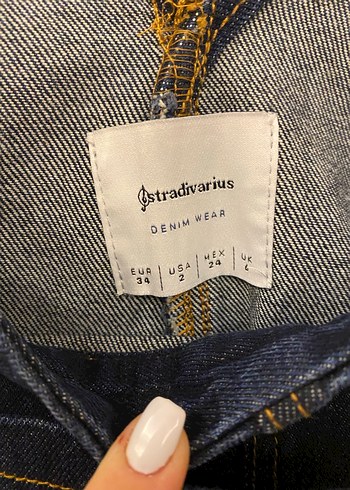 stradivarius
DENIM WEAR
EUR | USA | MEX | UK
34 | 2 | 24 | 6